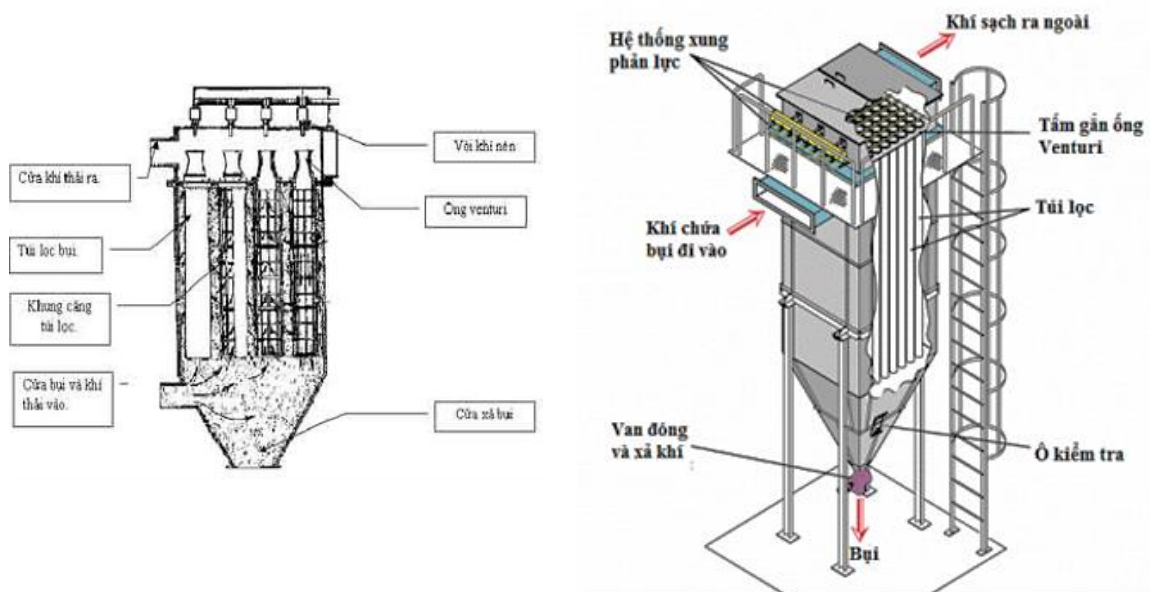 Vòi khí nén
Cửa khí thải ra.
Ống venturi
Túi lọc bụi.
Khung căng
túi lọc.
Cửa bụi và khí
thải vào.
Cửa xả bụi
Khí sạch ra ngoài
Hệ thống xung
phản lực
Tấm gắn ống
Venturi
Túi lọc
Khí chứa
bụi đi vào
Van đóng
và xả khí
Ô kiểm tra
Bụi